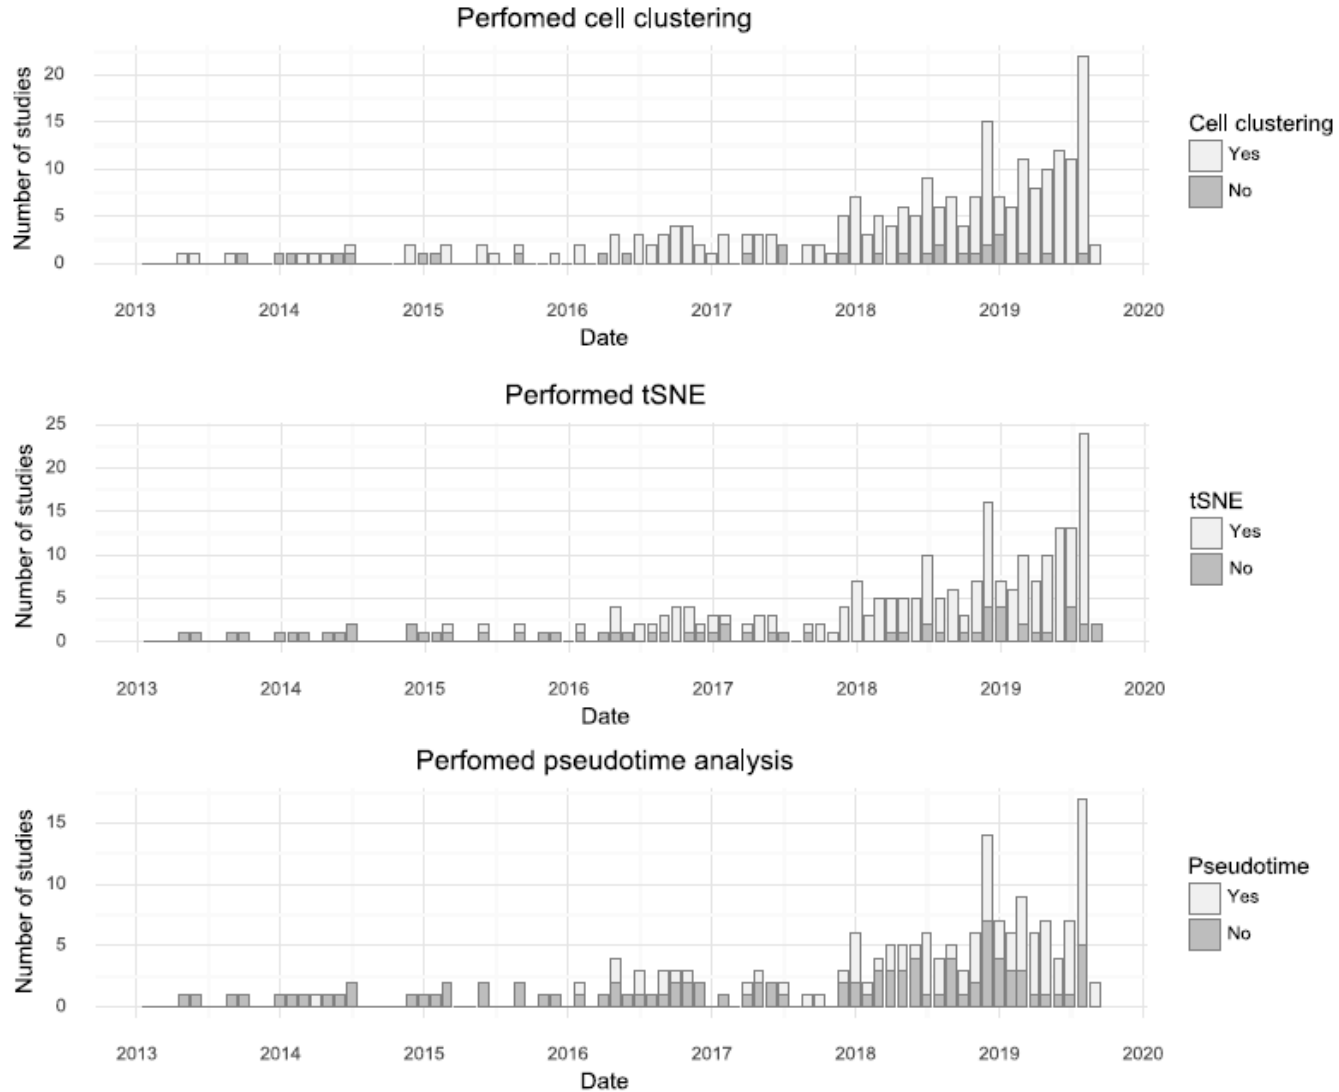 Perfomed cell clustering
Number of studies
20
15
10
5
0
2013 2014 2015 2016 2017 2018 2019 2020
Date
Cell clustering
Yes
No
Performed tSNE
Number of studies
25
20
15
10
5
0
2013 2014 2015 2016 2017 2018 2019 2020
Date
tSNE
Yes
No
Perfomed pseudotime analysis
Number of studies
15
10
5
0
2013 2014 2015 2016 2017 2018 2019 2020
Date
Pseudotime
Yes
No